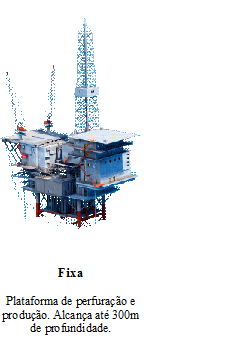 Fixa
Plataforma de perfuração e
produção. Alcança até 300m
de profundidade.